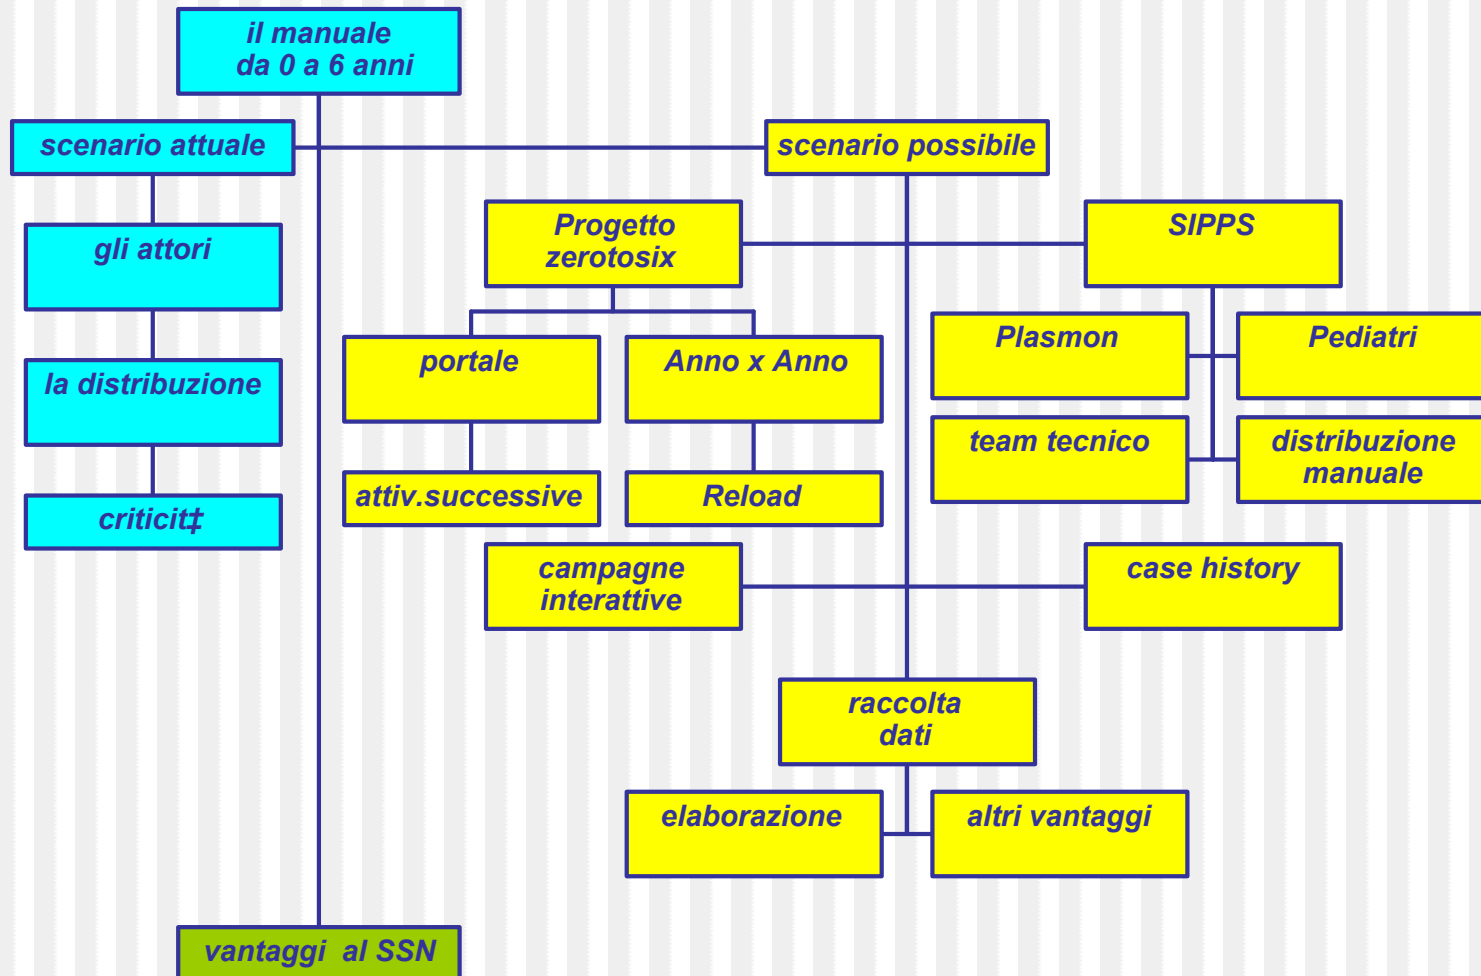 il manuale
da 0 a 6 anni
scenario attuale
scenario possibile
Progetto
zerotosix
SIPPS
gli attori
portale
Anno x Anno
Plasmon
Pediatri
la distribuzione
team tecnico
distribuzione
manuale
attiv.successive
Reload
criticit‡
campagne
interattive
case history
raccolta
dati
elaborazione
altri vantaggi
vantaggi al SSN